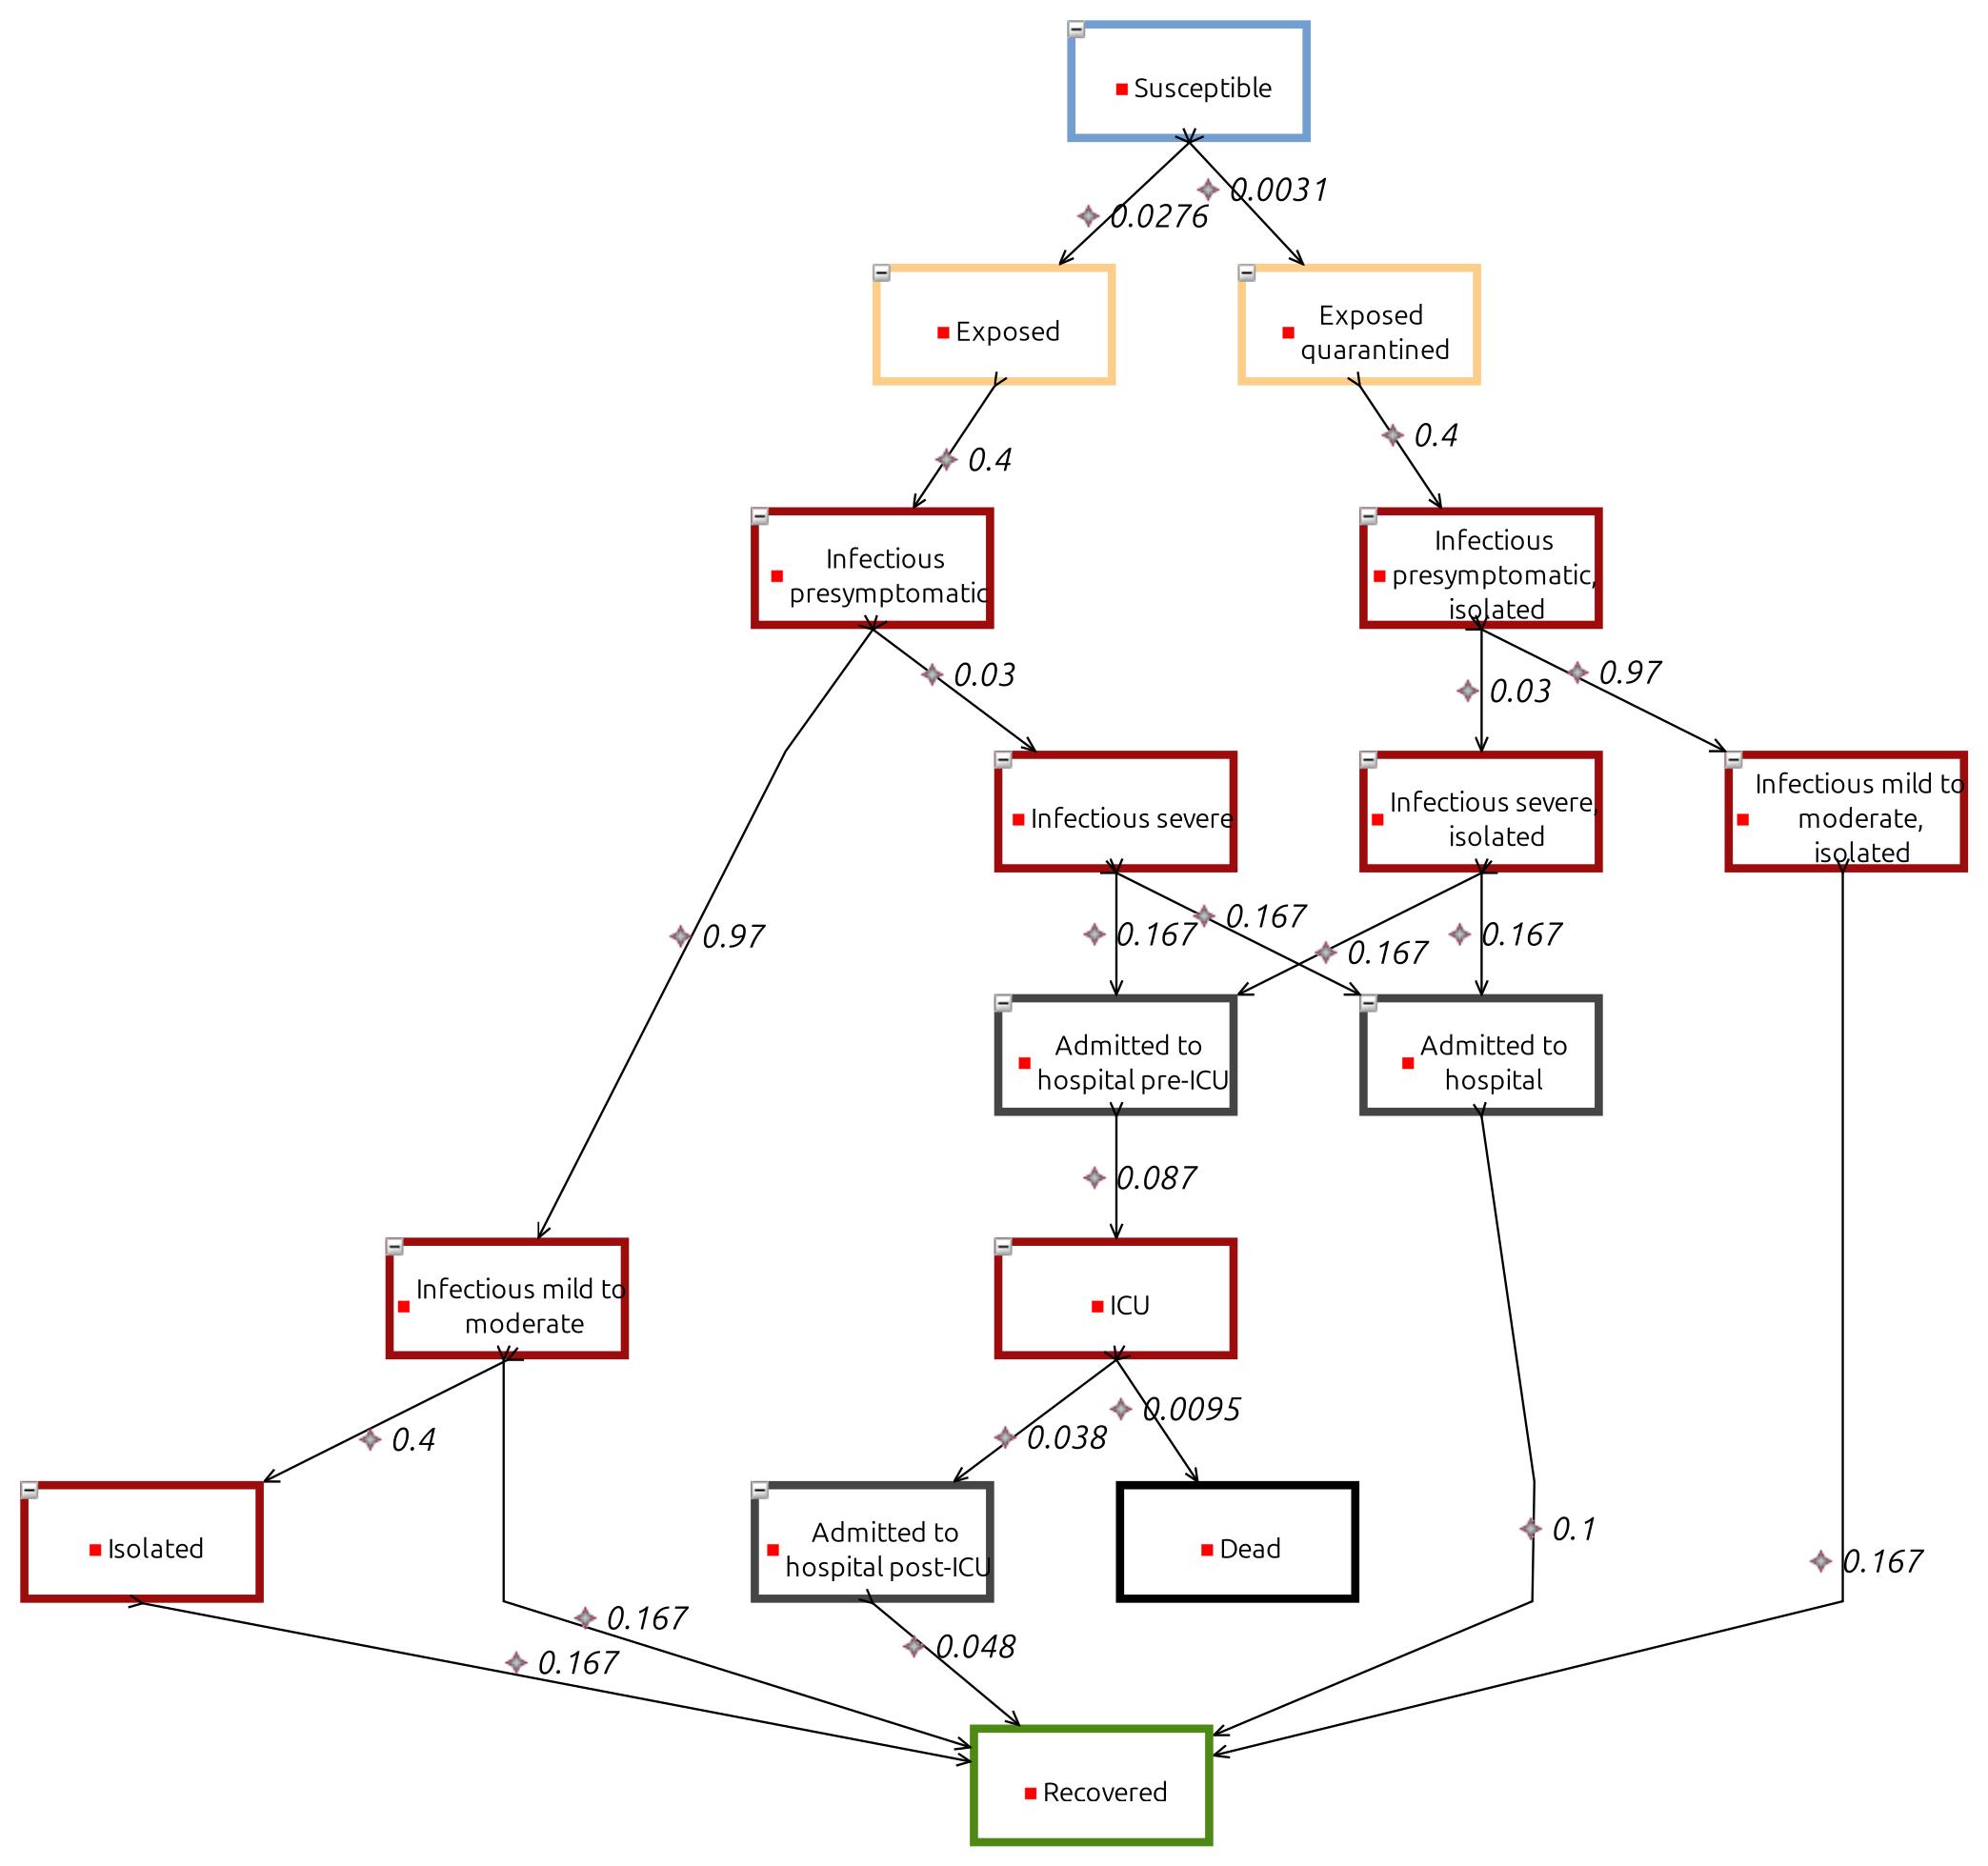 Susceptible
0.0031
0.0276
Exposed
Exposed
quarantined
0.4
0.4
Infectious
presymptomatic
Infectious
presymptomatic,
isolated
0.03
0.03
0.97
Infectious severe
Infectious severe,
isolated
Infectious mild to
moderate,
isolated
0.97
0.167
0.167
0.167
0.167
Admitted to
hospital pre-ICU
Admitted to
hospital
0.087
Infectious mild to
moderate
ICU
0.4
0.038
0.0095
Isolated
Admitted to
hospital post-ICU
Dead
0.1
0.167
0.167
0.167
0.048
Recovered